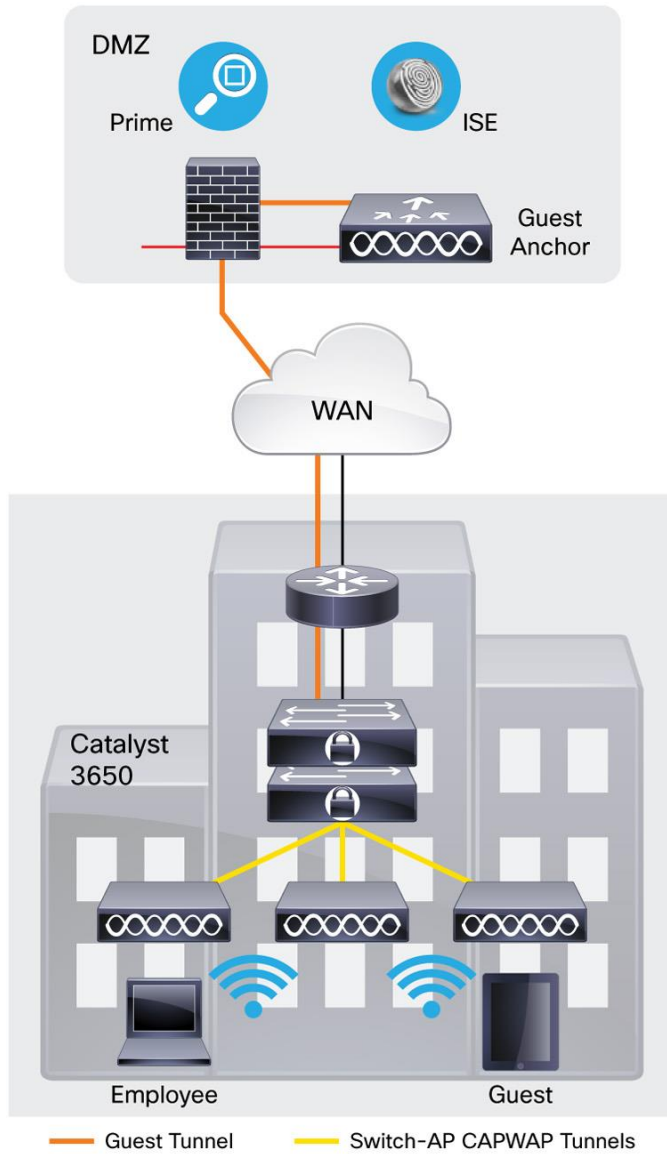 DMZ
Prime
ISE
Guest
Anchor
WAN
Catalyst
3650
Employee
Guest
Guest Tunnel
Switch-AP CAPWAP Tunnels